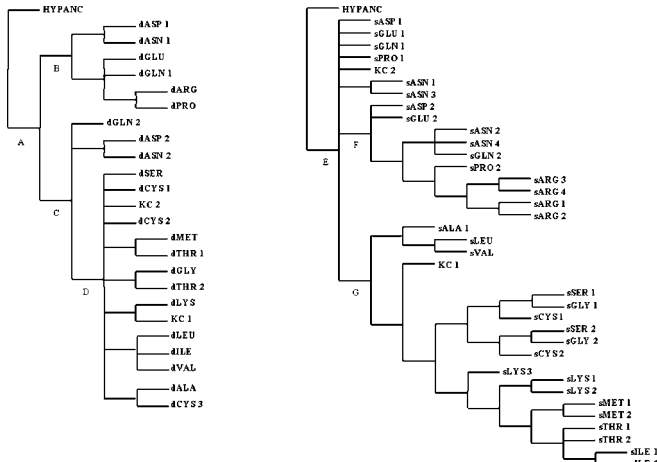 HYPANC
dASP 1
dASN 1
dGLU
dGLN 1
dARG
dPRO
B
A
dGLN 2
dASP 2
dASN 2
dSER
dCYS 1
KC 2
dCYS 2
C
dMET
dTHR 1
dGLY
dTHR 2
D
dLYS
KC 1
dLEU
dILE
dVAL
dALA
dCYS 3
HYPANC
sASP 1
sGLU 1
sGLN 1
sPRO 1
KC 2
sASN 1
sASN 3
sASP 2
sGLU 2
sASN 2
F
sASN 4
sGLN 2
E
sPRO 2
sARG 3
sARG 4
sARG 1
sARG 2
sALA 1
sLEU
sVAL
KC 1
G
sSER 1
sGLY 1
sCYS 1
sSER 2
sGLY 2
sCYS 2
sLYS 3
sLYS 1
sLYS 2
sMET 1
sMET 2
sTHR 1
sTHR 2
sILE 1